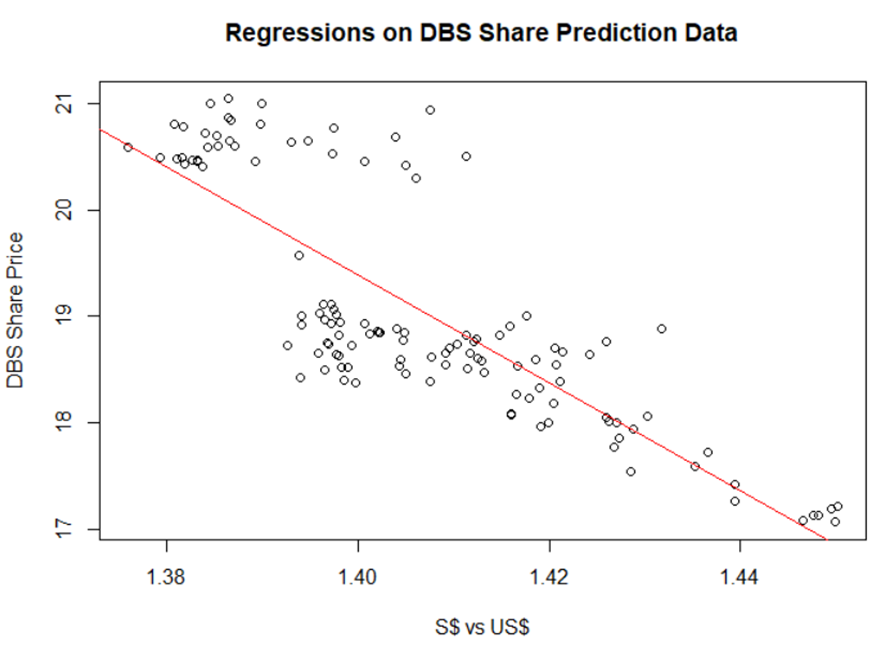 Regressions on DBS Share Prediction Data
21
20
19
18
17
DBS Share Price
1.38 1.40 1.42 1.44
S$ vs US$